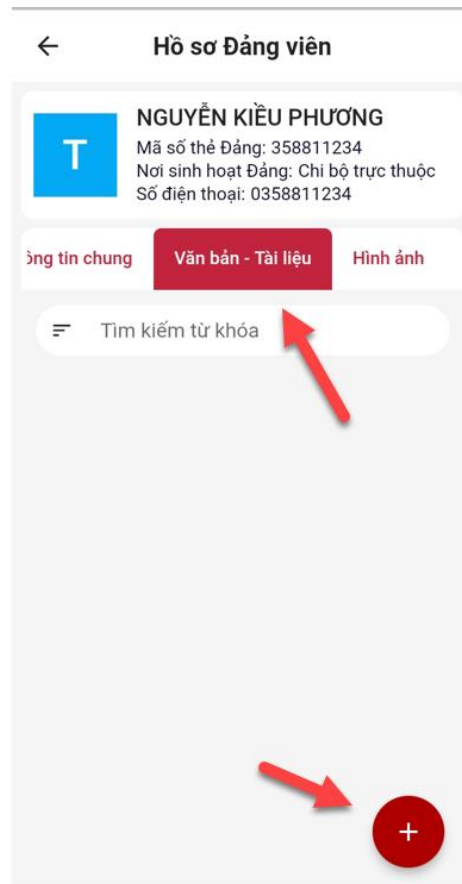 Hồ sơ Đảng viên
T
NGUYỄN KIỀU PHƯƠNG
Mã số thẻ Đảng: 358811234
Nơi sinh hoạt Đảng: Chi bộ trực thuộc
Số điện thoại: 0358811234
ông tin chung Văn bản - Tài liệu Hình ảnh
Tìm kiếm từ khóa
+